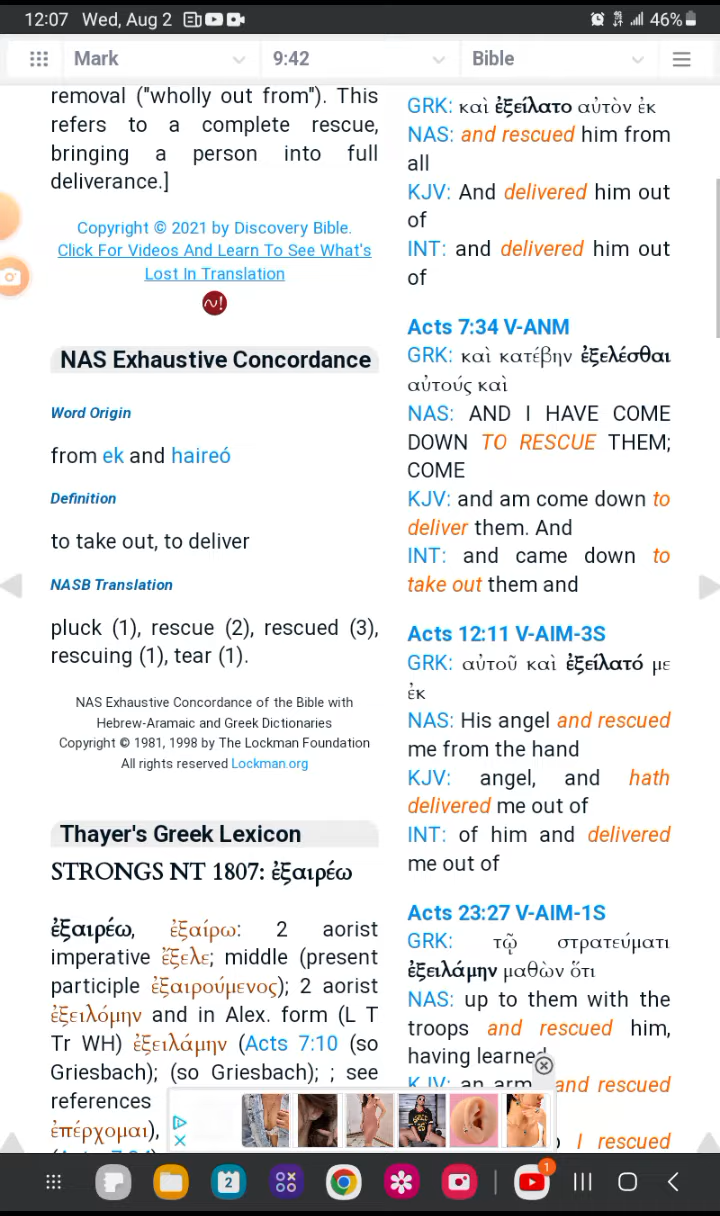 12:07 Wed, Aug 2
46%
Mark
9:42
Bible
removal ("wholly out from"). This
refers to a complete rescue,
bringing a person into full
deliverance.]
Copyright © 2021 by Discovery Bible.
Click For Videos And Learn To See What's
Lost In Translation
NAS Exhaustive Concordance
Word Origin
from ek and haireó
Definition
to take out, to deliver
NASB Translation
pluck (1), rescue (2), rescued (3),
rescuing (1), tear (1).
NAS Exhaustive Concordance of the Bible with
Hebrew-Aramaic and Greek Dictionaries
Copyright © 1981, 1998 by The Lockman Foundation
All rights reserved Lockman.org
Thayer's Greek Lexicon
STRONGS NT 1807: ἐξαιρέω
ἐξαιρέω, ἐξαίρω: 2 aorist
imperative ἔξελε; middle (present
participle ἐξαιρούμενος); 2 aorist
ἐξειλόμην and in Alex. form (L T
Tr WH) ἐξειλάμην (Acts 7:10 (so
Griesbach); (so Griesbach); ; see
references
ἐπέρχομαι),
GRK: καὶ ἐξείλατο αὐτὸν ἐκ
NAS: and rescued him from
all
KJV: And delivered him out
of
INT: and delivered him out
of
Acts 7:34 V-ANM
GRK: καὶ κατέβην ἐξελέσθαι
αὐτούς καὶ
NAS: AND I HAVE COME
DOWN TO RESCUE THEM;
COME
KJV: and am come down to
deliver them. And
INT: and came down to
take out them and
Acts 12:11 V-AIM-3S
GRK: αὐτοῦ καὶ ἐξείλατό με
ἐκ
NAS: His angel and rescued
me from the hand
KJV: angel, and hath
delivered me out of
INT: of him and delivered
me out of
Acts 23:27 V-AIM-1S
GRK: τῷ στρατεύματι
ἐξειλάμην μαθὼν ὅτι
NAS: up to them with the
troops and rescued him,
having learned
KJV: an army and rescued
I rescued
2
1